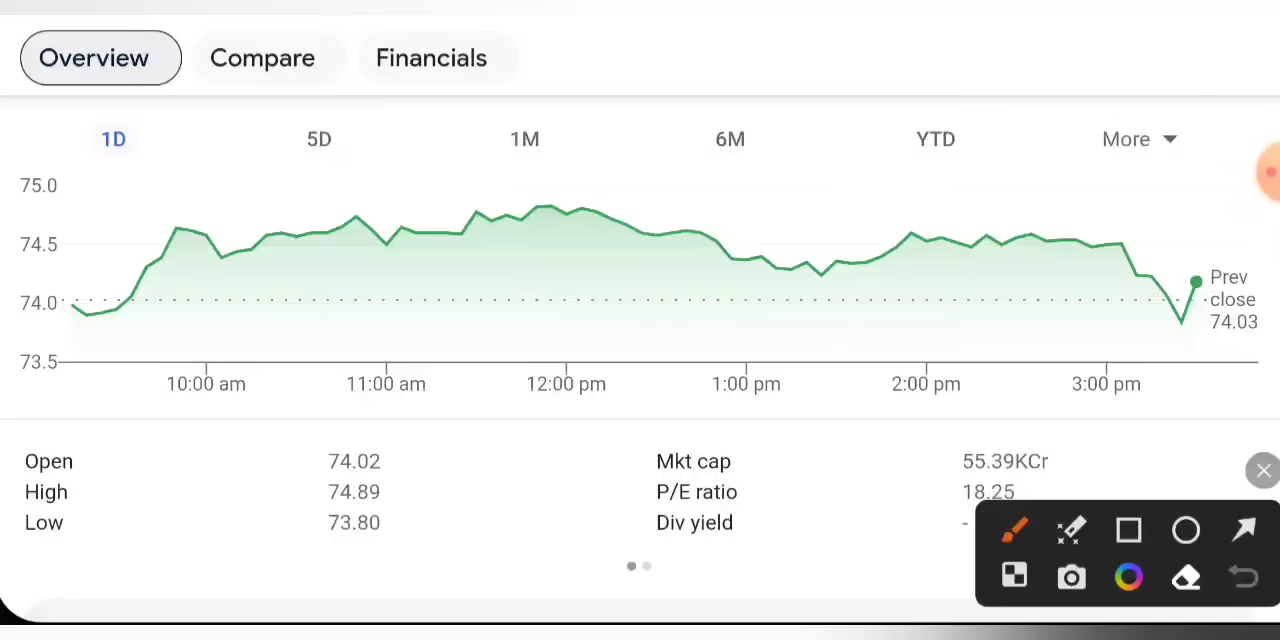 Overview Compare Financials
1D 5D 1M 6M YTD More
75.0
74.5
74.0
73.5
Prev
close
74.03
10:00 am 11:00 am 12:00 pm 1:00 pm 2:00 pm 3:00 pm
Open 74.02 Mkt cap 55.39KCr
High 74.89 P/E ratio 18.25
Low 73.80 Div yield -